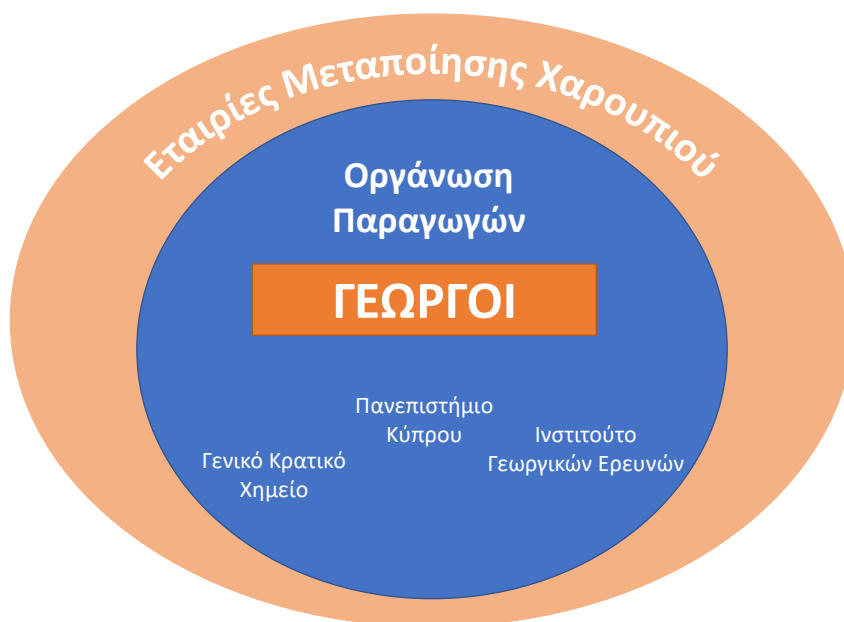 Εταιρίες Μεταποίησης Χαρουπιού
Οργάνωση
Παραγωγών
ΓΕΩΡΓΟΙ
Πανεπιστήμιο
Κύπρου
Ινστιτούτο
Γεωργικών Ερευνών
Γενικό Κρατικό
Χημείο